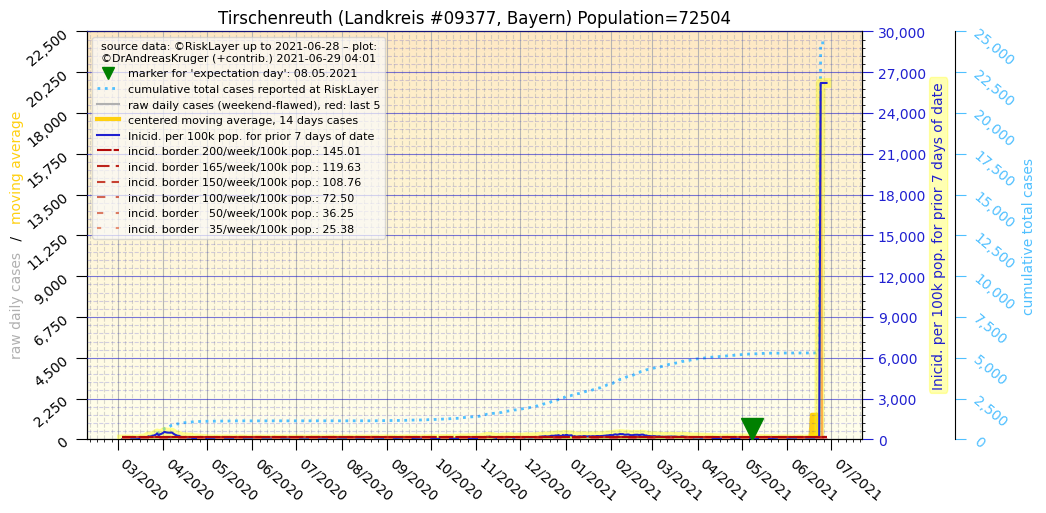 Tirschenreuth (Landkreis #09377, Bayern) Population=72504
source data: ©RiskLayer up to 2021-06-28 – plot:
©DrAndreasKruger (+contrib.) 2021-06-29 04:01
marker for 'expectation day': 08.05.2021
cumulative total cases reported at RiskLayer
raw daily cases (weekend-flawed), red: last 5
centered moving average, 14 days cases
Inicid. per 100k pop. for prior 7 days of date
incid. border 200/week/100k pop.: 145.01
incid. border 165/week/100k pop.: 119.63
incid. border 150/week/100k pop.: 108.76
incid. border 100/week/100k pop.: 72.50
incid. border 50/week/100k pop.: 36.25
incid. border 35/week/100k pop.: 25.38
raw daily cases / moving average
22,500
20,250
18,000
15,750
13,500
11,250
9,000
6,750
4,500
2,250
0
03/2020
04/2020
05/2020
06/2020
07/2020
08/2020
09/2020
10/2020
11/2020
12/2020
01/2021
02/2021
03/2021
04/2021
05/2021
06/2021
07/2021
30,000
27,000
24,000
21,000
18,000
15,000
12,000
9,000
6,000
3,000
0
Inicid. per 100k pop. for prior 7 days of date
25,000
22,500
20,000
17,500
15,000
12,500
10,000
7,500
5,000
2,500
0
cumulative total cases